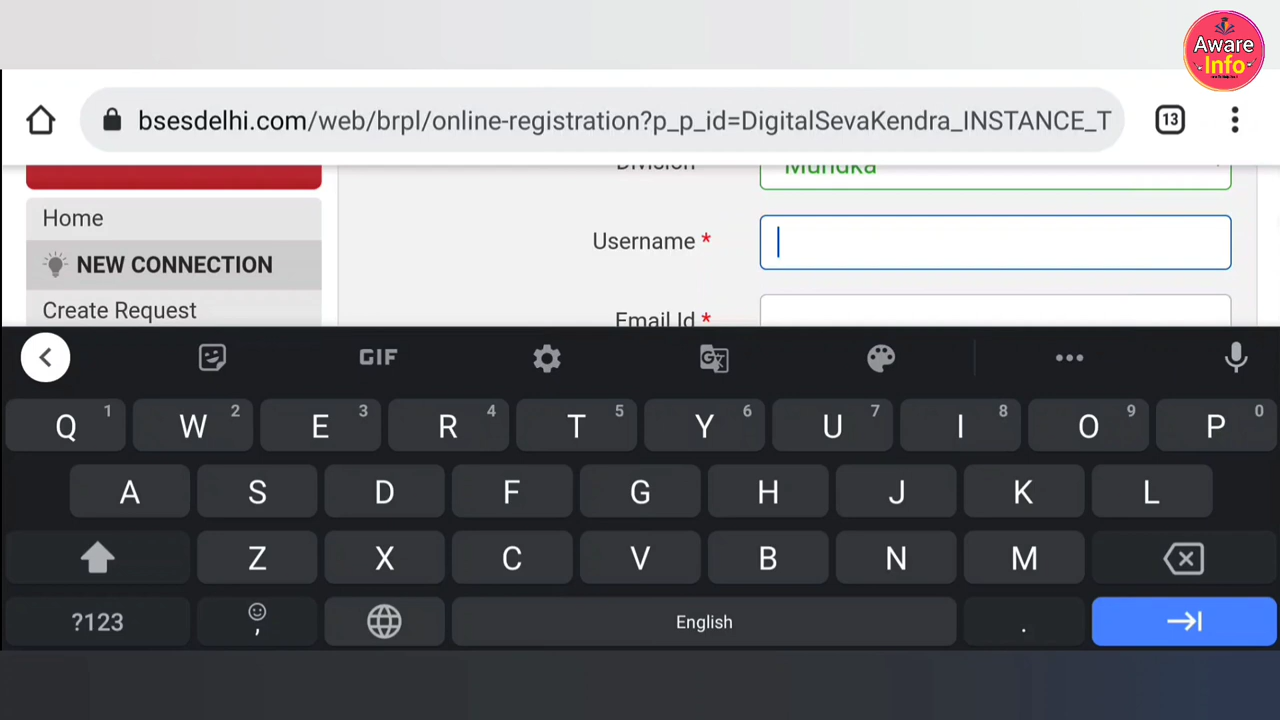 Aware
Info
bsesdelhi.com/web/brpl/online-registration?p_p_id=DigitalSevaKendra_INSTANCE_T
13
Division
Mundka
Home
Username *
NEW CONNECTION
Create Request
Email Id *
GIF
Q 1 W 2 E 3 R 4 T 5 Y 6 U 7 I 8 O 9 P 0
A S D F G H J K L
Z X C V B N M
?123 , English .